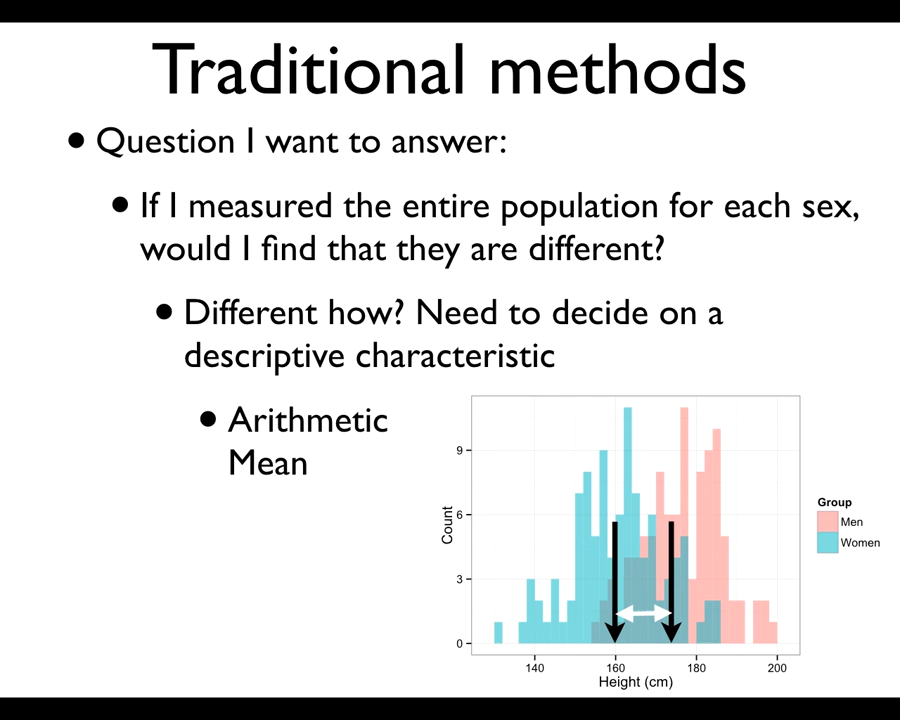 Traditional methods
• Question I want to answer:
• If I measured the entire population for each sex,
would I find that they are different?
• Different how? Need to decide on a
descriptive characteristic
• Arithmetic
Mean
9
6
3
0
Count
140 160 180 200
Height (cm)
Group
Men
Women